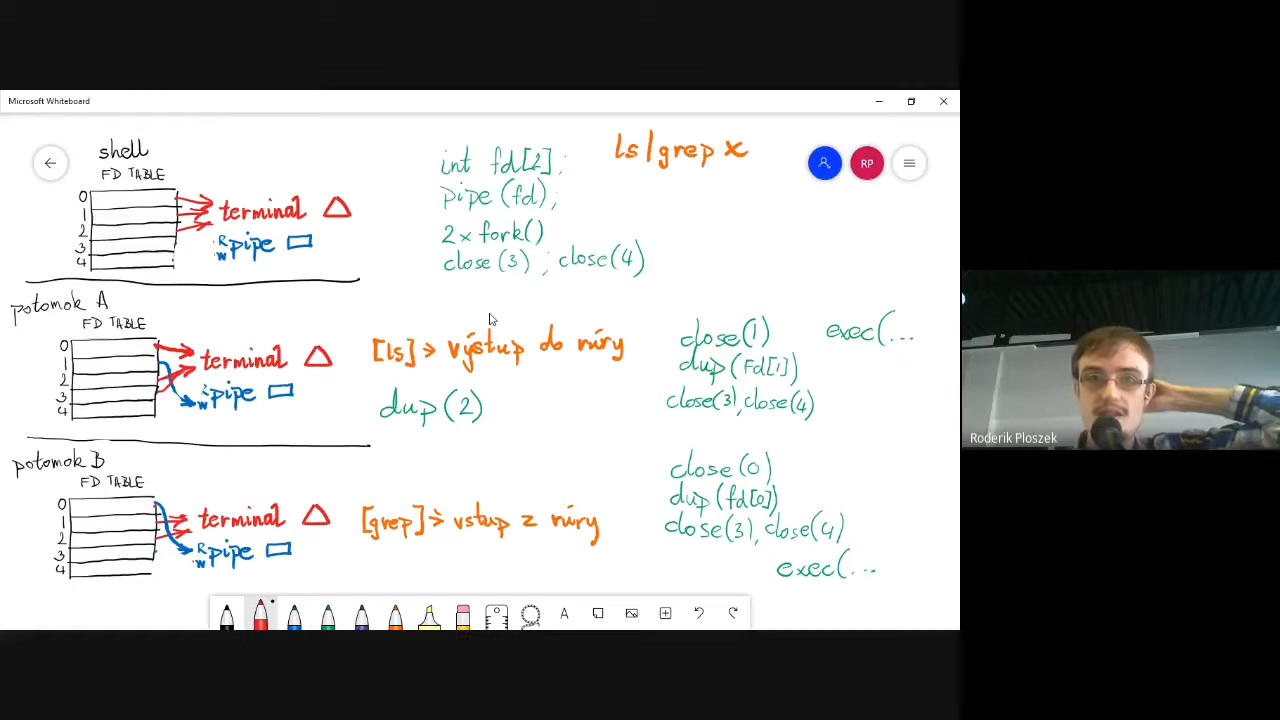 Microsoft Whiteboard
shell
FD TABLE
0
1
2
3
4
terminal
R
W
pipe
int fd[2];
pipe(fd);
2x fork()
close(3); close(4)
ls|grep x
RP
potomok A
FD TABLE
0
1
2
3
4
terminal
W
pipe
[ls] → výstup do rúry
dup(2)
close(1)
dup(Fd[1])
close(3), close(4)
exec(...
potomok B
FD TABLE
0
1
2
3
4
terminal
R
W
pipe
[grep] → vstup z rúry
close(0)
dup(fd[0])
close(3), close(4)
exec(...
A
Roderik Ploszek